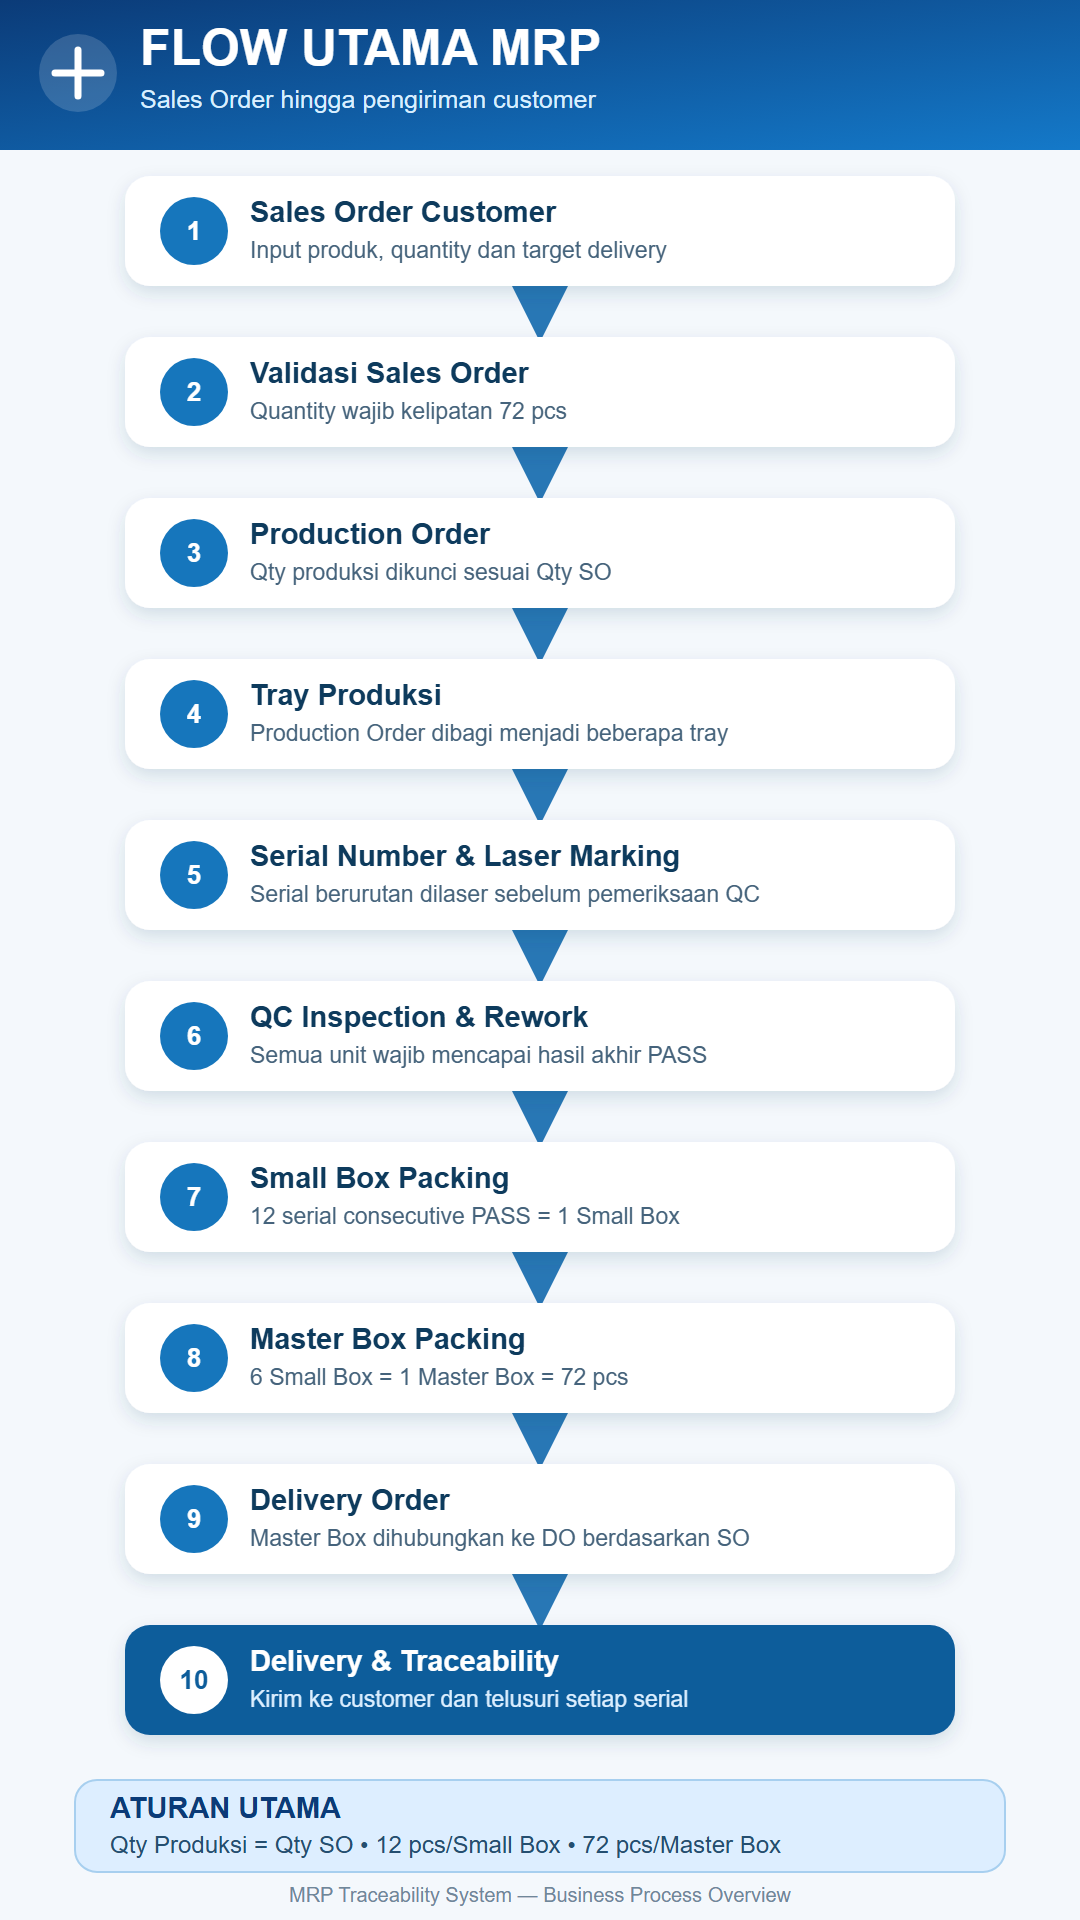 FLOW UTAMA MRP
Sales Order hingga pengiriman customer
1
Sales Order Customer
Input produk, quantity dan target delivery
2
Validasi Sales Order
Quantity wajib kelipatan 72 pcs
3
Production Order
Qty produksi dikunci sesuai Qty SO
4
Tray Produksi
Production Order dibagi menjadi beberapa tray
5
Serial Number & Laser Marking
Serial berurutan dilaser sebelum pemeriksaan QC
6
QC Inspection & Rework
Semua unit wajib mencapai hasil akhir PASS
7
Small Box Packing
12 serial consecutive PASS = 1 Small Box
8
Master Box Packing
6 Small Box = 1 Master Box = 72 pcs
9
Delivery Order
Master Box dihubungkan ke DO berdasarkan SO
10
Delivery & Traceability
Kirim ke customer dan telusuri setiap serial
ATURAN UTAMA
Qty Produksi = Qty SO • 12 pcs/Small Box • 72 pcs/Master Box
MRP Traceability System — Business Process Overview